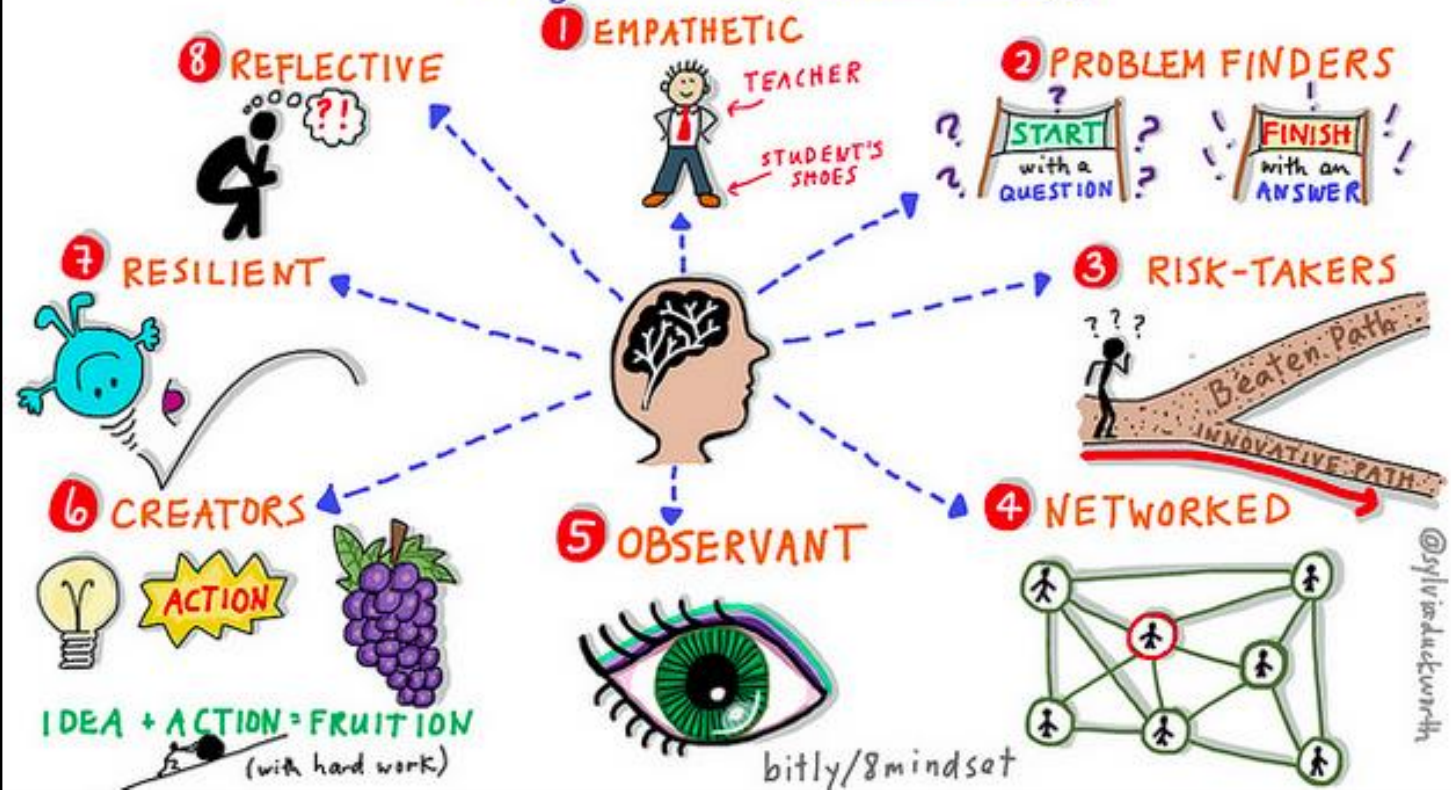 1 EMPATHETIC
TEACHER
STUDENT'S
SHOES
2 PROBLEM FINDERS
? ? ? ? ?
START
with a
QUESTION
! ! ! ! !
FINISH
with an
ANSWER
3 RISK-TAKERS
? ? ?
Beaten Path
INNOVATIVE PATH
4 NETWORKED
5 OBSERVANT
6 CREATORS
ACTION
IDEA + ACTION = FRUITION
(with hard work)
7 RESILIENT
8 REFLECTIVE
?!
bitly/8mindset
@sylviaduckworth